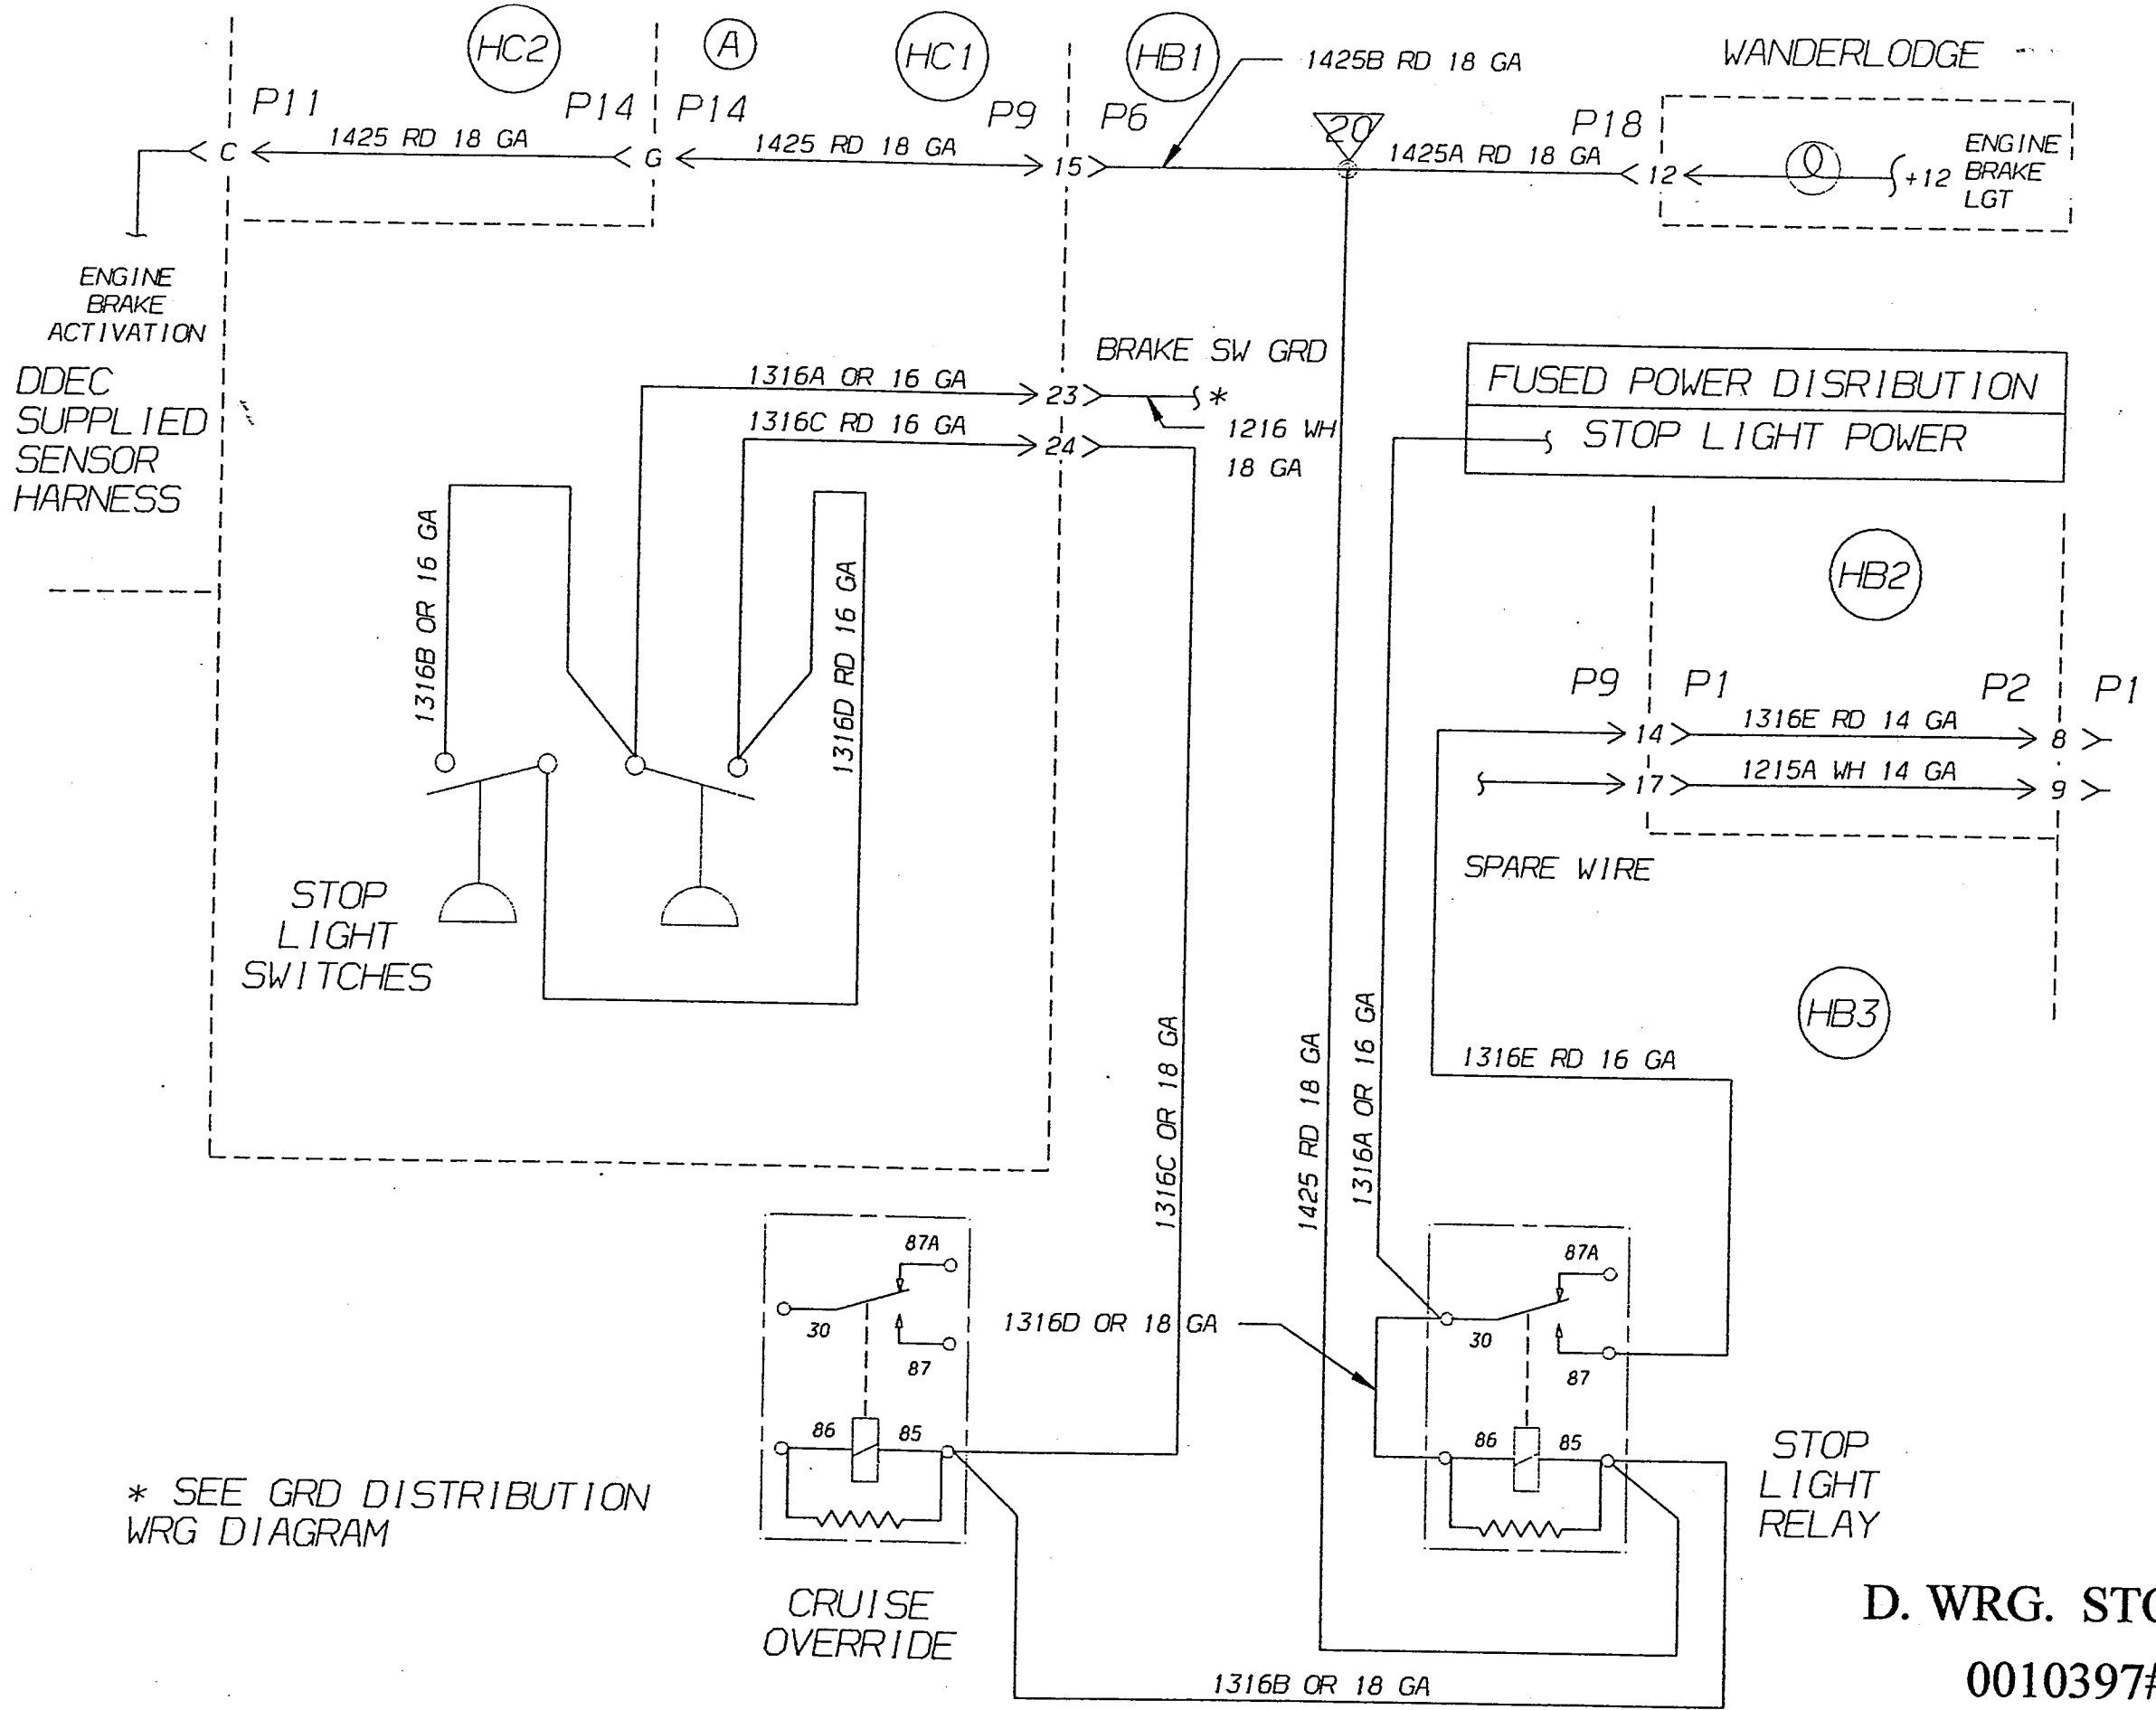 HC2
A
HC1
HB1
1425B RD 18 GA
WANDERLODGE
P11
P14
P14
P9
P6
20
P18
1425 RD 18 GA
1425 RD 18 GA
1425A RD 18 GA
C
G
15
12
+12
ENGINE
BRAKE
LGT
ENGINE
BRAKE
ACTIVATION
DDEC
SUPPLIED
SENSOR
HARNESS
BRAKE SW GRD
1316A OR 16 GA
23
*
1316C RD 16 GA
24
1216 WH
18 GA
FUSED POWER DISRIBUTION
STOP LIGHT POWER
1316B OR 16 GA
1316D RD 16 GA
HB2
P9
P1
P2
P1
14
1316E RD 14 GA
8
17
1215A WH 14 GA
9
SPARE WIRE
STOP
LIGHT
SWITCHES
HB3
1316E RD 16 GA
1316C OR 18 GA
1425 RD 18 GA
1316A OR 16 GA
87A
30
87
86
85
1316D OR 18 GA
87A
30
87
86
85
STOP
LIGHT
RELAY
* SEE GRD DISTRIBUTION
WRG DIAGRAM
CRUISE
OVERRIDE
1316B OR 18 GA
D. WRG. STO
0010397#